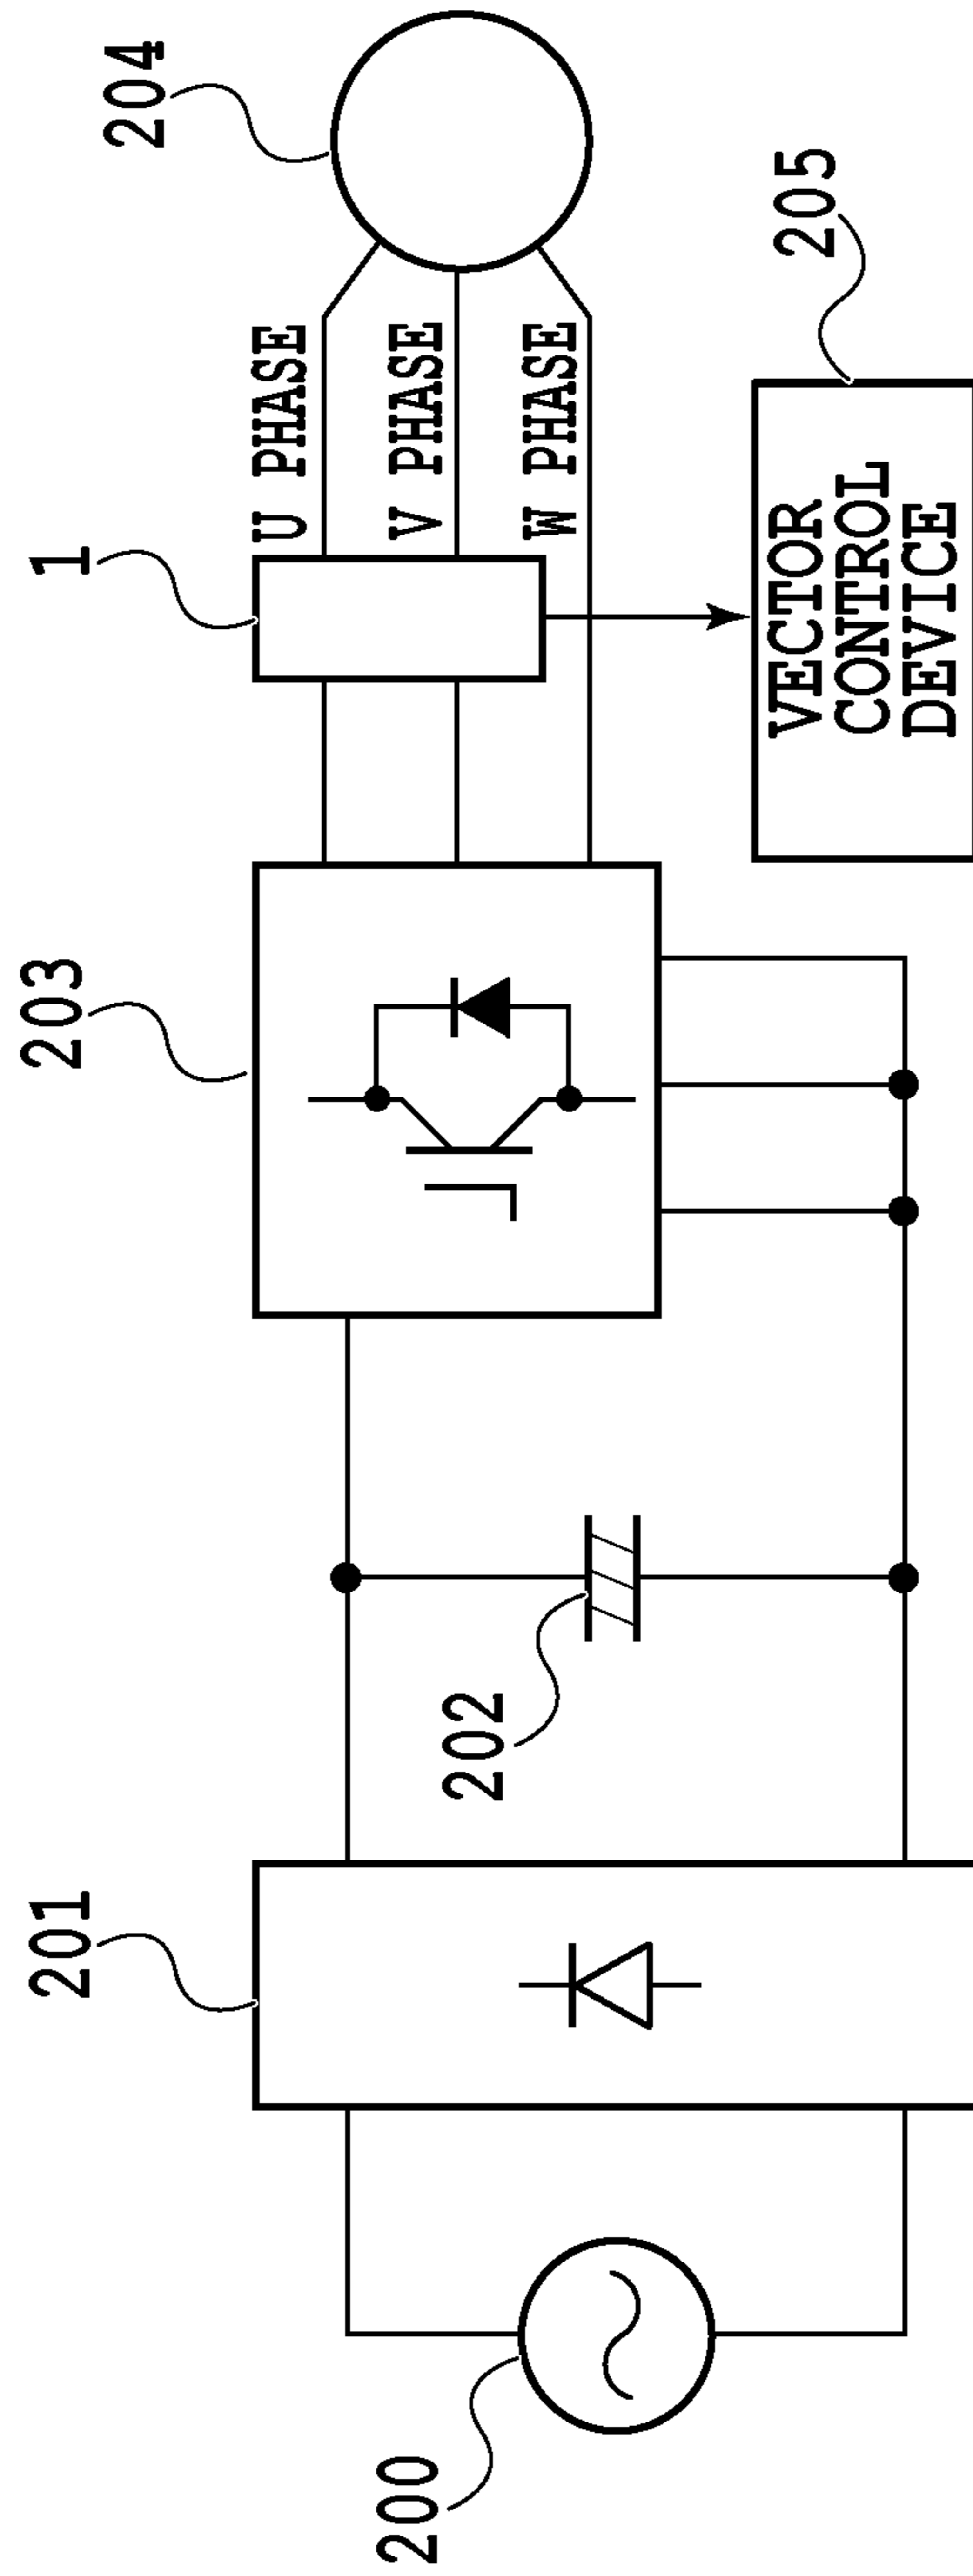 200
201
202
203
1
204
U PHASE
V PHASE
W PHASE
205
VECTOR
CONTROL
DEVICE